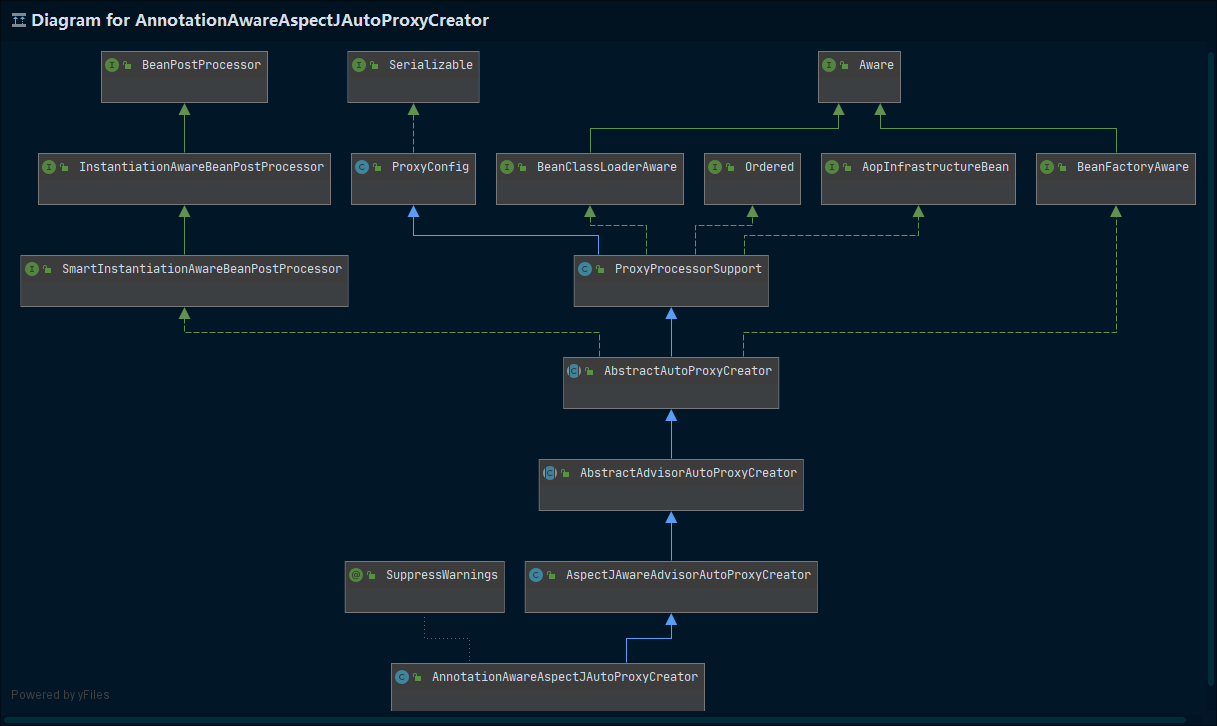 Diagram for AnnotationAwareAspectJAutoProxyCreator
I BeanPostProcessor
I Serializable
I Aware
I InstantiationAwareBeanPostProcessor
C ProxyConfig
I BeanClassLoaderAware
I Ordered
I AopInfrastructureBean
I BeanFactoryAware
I SmartInstantiationAwareBeanPostProcessor
C ProxyProcessorSupport
C AbstractAutoProxyCreator
C AbstractAdvisorAutoProxyCreator
@ SuppressWarnings
C AspectJAwareAdvisorAutoProxyCreator
C AnnotationAwareAspectJAutoProxyCreator
Powered by yFiles